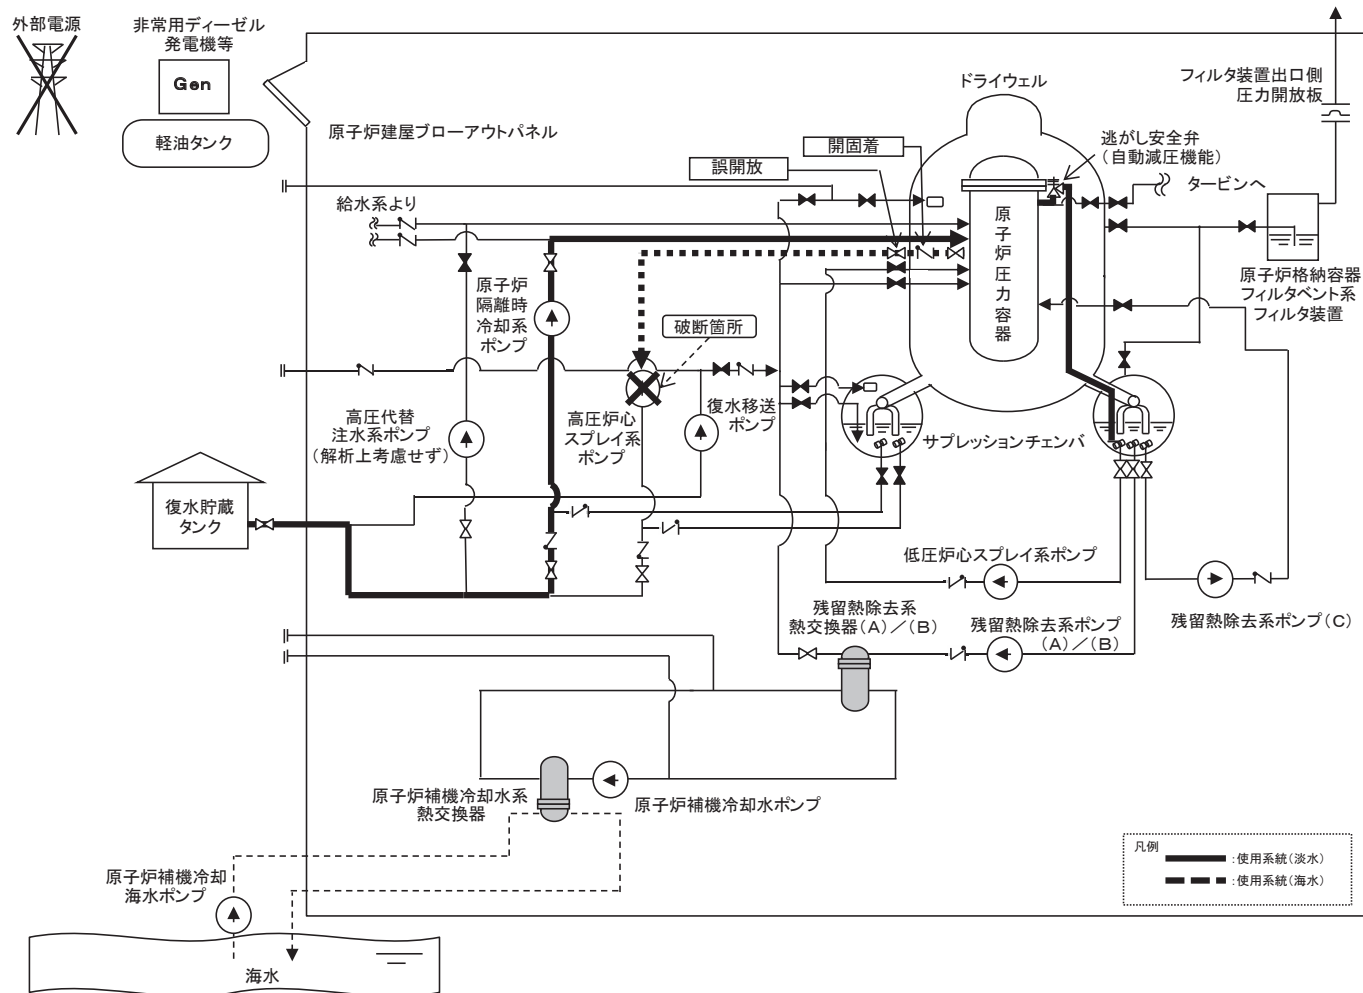 外部電源
非常用ディーゼル
発電機等
Gen
軽油タンク
原子炉建屋ブローアウトパネル
ドライウェル
フィルタ装置出口側
圧力開放板
開固着
誤開放
逃がし安全弁
(自動減圧機能)
タービンへ
給水系より
原子炉圧力容器
原子炉
隔離時
冷却系
ポンプ
原子炉格納容器
フィルタベント系
フィルタ装置
破断箇所
高圧代替
注水系ポンプ
(解析上考慮せず)
高圧炉心
スプレイ系
ポンプ
復水移送
ポンプ
サプレッションチェンバ
復水貯蔵
タンク
低圧炉心スプレイ系ポンプ
残留熱除去系
熱交換器(A)/(B)
残留熱除去系ポンプ
(A)/(B)
残留熱除去系ポンプ(C)
原子炉補機冷却水系
熱交換器
原子炉補機冷却水ポンプ
原子炉補機冷却
海水ポンプ
海水
凡例
:使用系統(淡水)
:使用系統(海水)